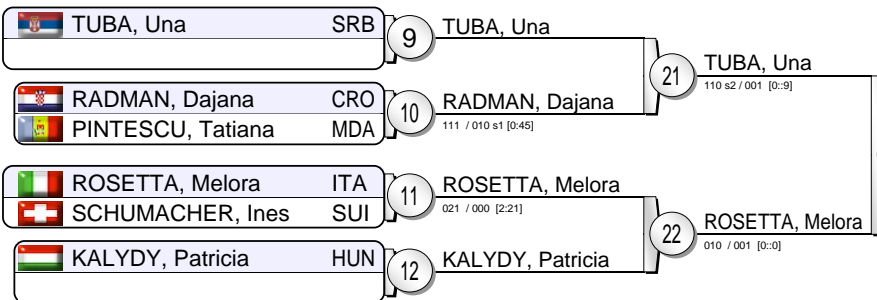 TUBA, Una SRB
9
TUBA, Una
RADMAN, Dajana CRO
PINTESCU, Tatiana MDA
10
RADMAN, Dajana
111 / 010 s1 [0:45]
21
TUBA, Una
110 s2 / 001 [0::9]
ROSETTA, Melora ITA
SCHUMACHER, Ines SUI
11
ROSETTA, Melora
021 / 000 [2:21]
KALYDY, Patricia HUN
12
KALYDY, Patricia
22
ROSETTA, Melora
010 / 001 [0::0]